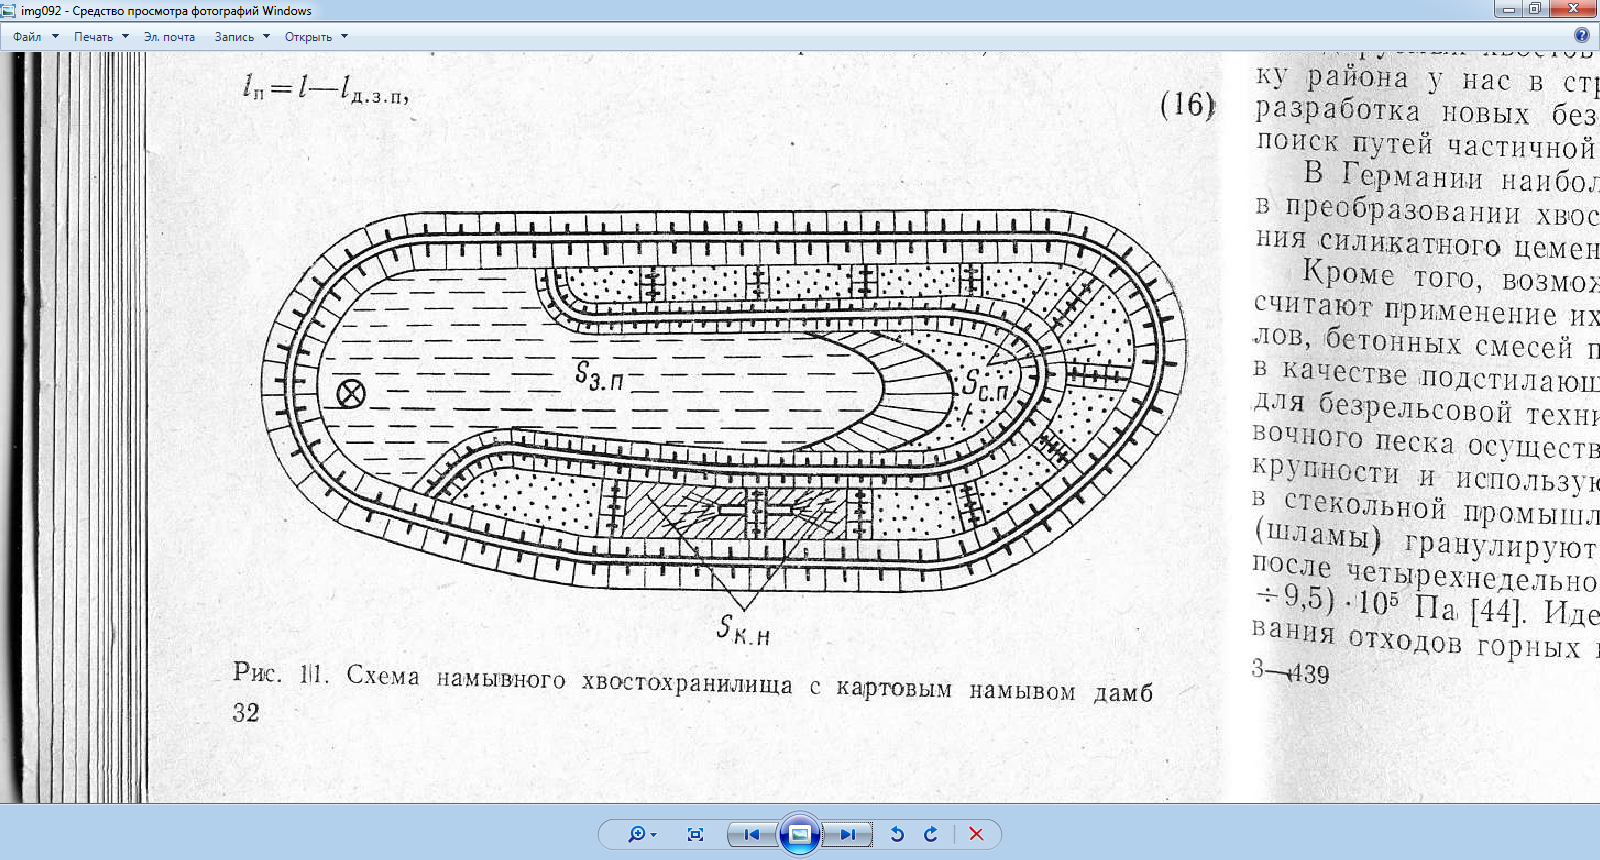 img092 - Средство просмотра фотографий Windows
Файл Печать Эл. почта Запись Открыть
lп = l — lд.з.п,
(16)
Sз.п
Sс.п
Sк.н
Рис. 11. Схема намывного хвостохранилища с картовым намывом дамб
32
ку района у нас в стр
разработка новых без
поиск путей частичной
В Германии наибол
в преобразовании хвос
ния силикатного цемен
Кроме того, возмож
считают применение их
лов, бетонных смесей п
в качестве подстилающ
для безрельсовой техни
вочного песка осуществ
крупности и использую
в стекольной промышл
(шламы) гранулируют
после четырехнедельно
÷9,5)·10⁵ Па [44]. Иде
вания отходов горных
3—439